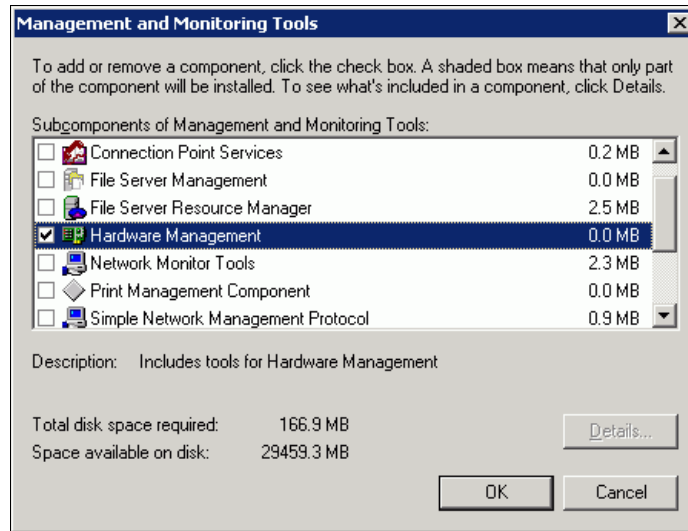 Management and Monitoring Tools
To add or remove a component, click the check box. A shaded box means that only part
of the component will be installed. To see what's included in a component, click Details.
Subcomponents of Management and Monitoring Tools:
Connection Point Services 0.2 MB
File Server Management 0.0 MB
File Server Resource Manager 2.5 MB
Hardware Management 0.0 MB
Network Monitor Tools 2.3 MB
Print Management Component 0.0 MB
Simple Network Management Protocol 0.9 MB
Description: Includes tools for Hardware Management
Total disk space required: 166.9 MB
Details...
Space available on disk: 29459.3 MB
OK Cancel